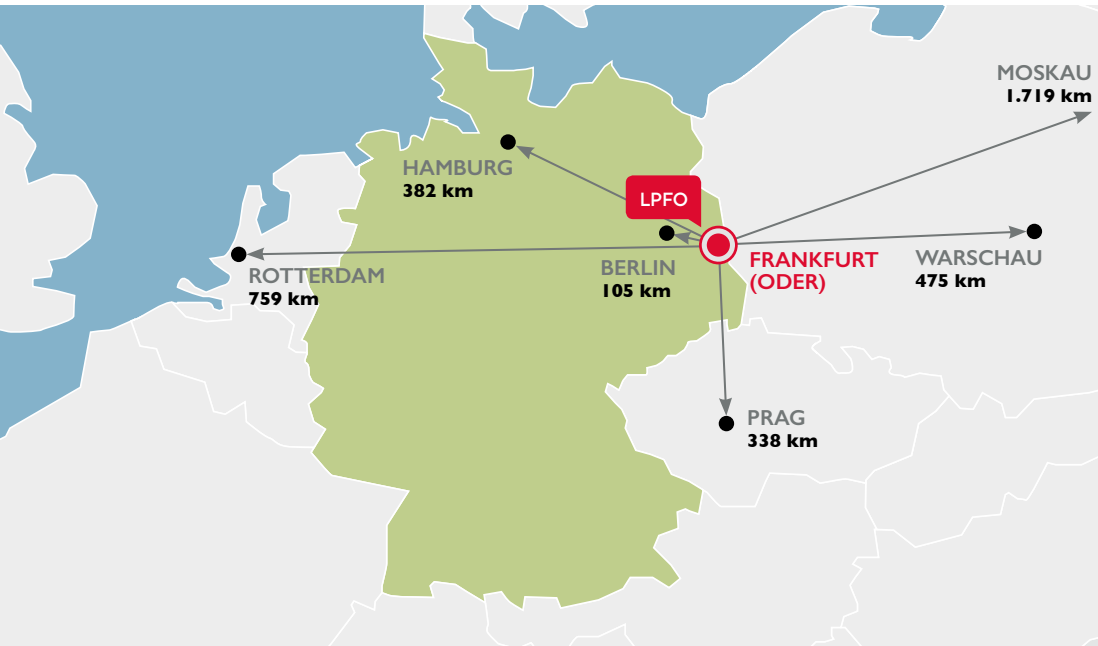 MOSKAU
1.719 km
HAMBURG
382 km
LPFO
ROTTERDAM
759 km
BERLIN
105 km
FRANKFURT
(ODER)
WARSCHAU
475 km
PRAG
338 km